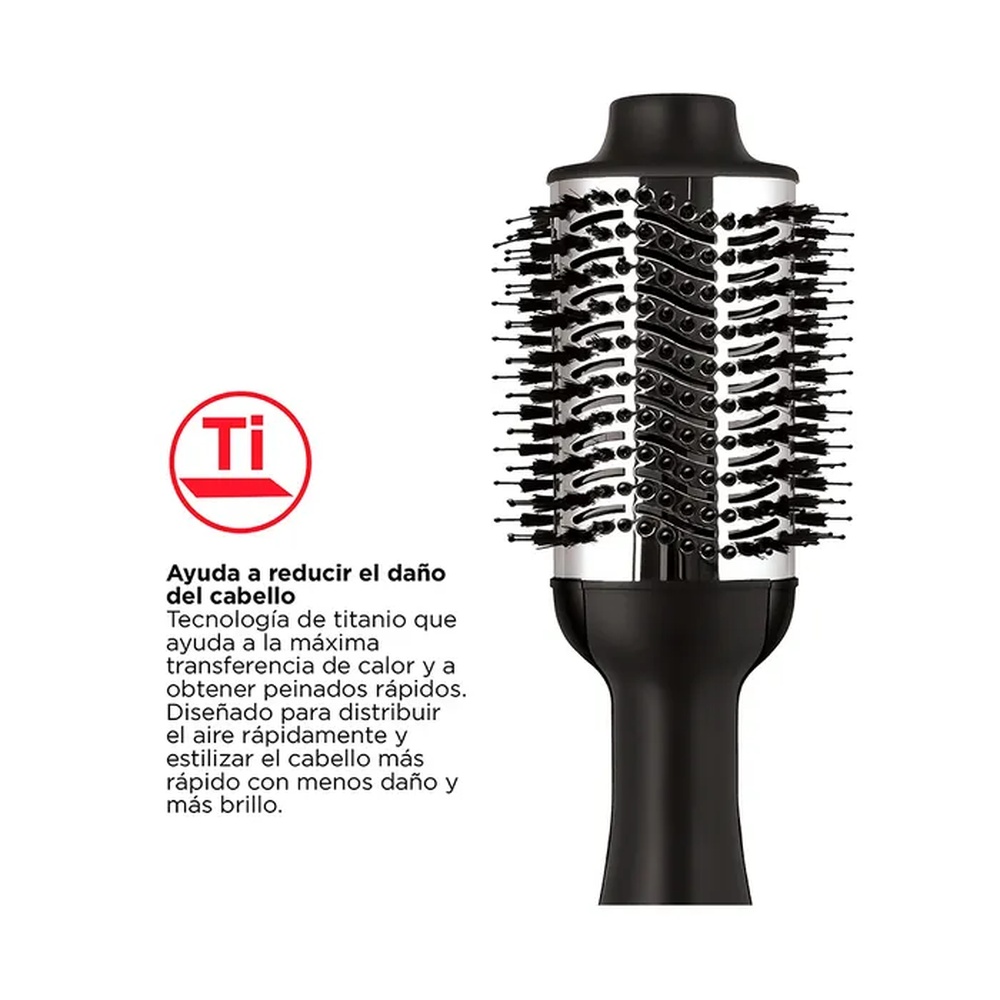 Ti
Ayuda a reducir el daño
del cabello
Tecnología de titanio que
ayuda a la máxima
transferencia de calor y a
obtener peinados rápidos.
Diseñado para distribuir
el aire rápidamente y
estilizar el cabello más
rápido con menos daño y
más brillo.